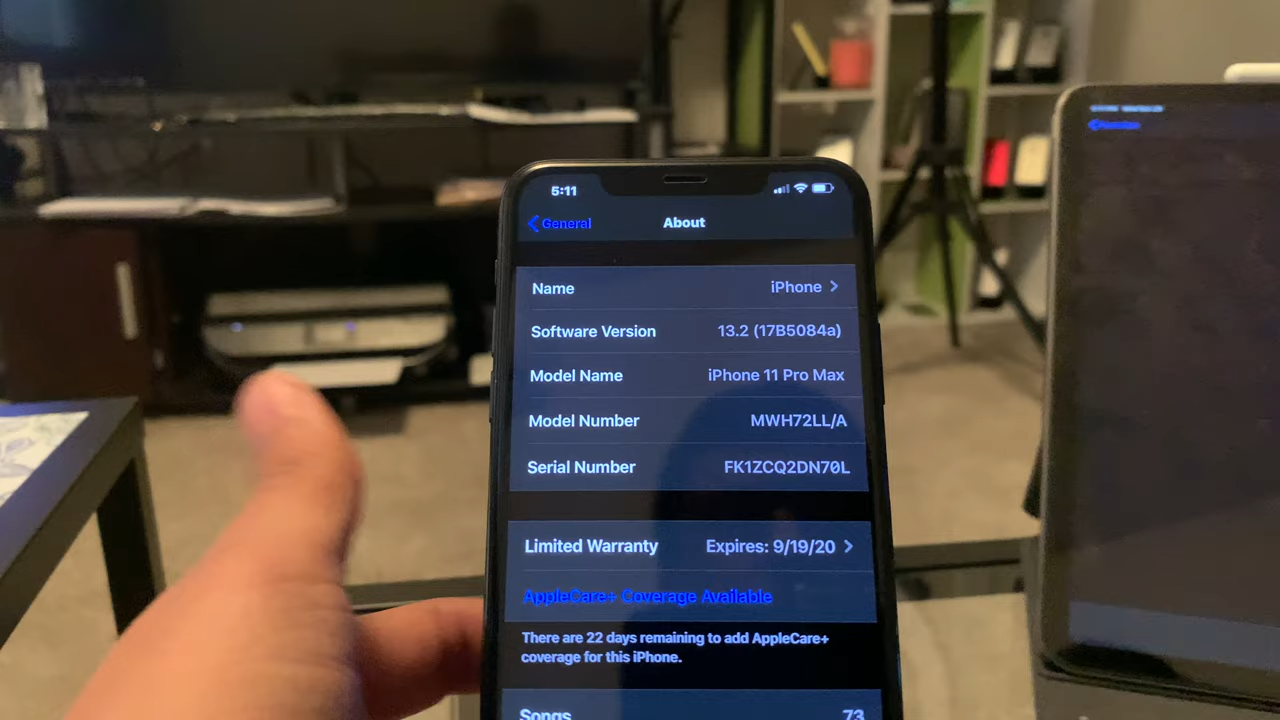 5:11
General
About
Name
iPhone
Software Version
13.2 (17B5084a)
Model Name
iPhone 11 Pro Max
Model Number
MWH72LL/A
Serial Number
FK1ZCQ2DN70L
Limited Warranty
Expires: 9/19/20
AppleCare+ Coverage Available
There are 22 days remaining to add AppleCare+
coverage for this iPhone.
Songs
73